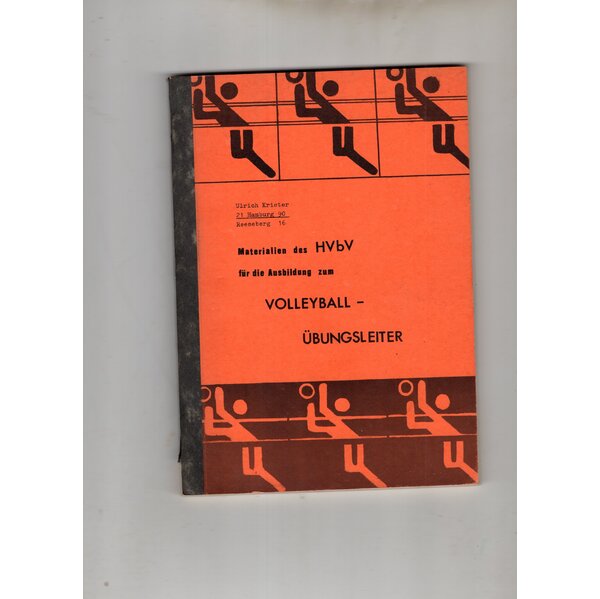 Ulrich Krister
21 Hamburg 90
Reeseberg 16
Materialien des HVbV
für die Ausbildung zum
VOLLEYBALL –
ÜBUNGSLEITER